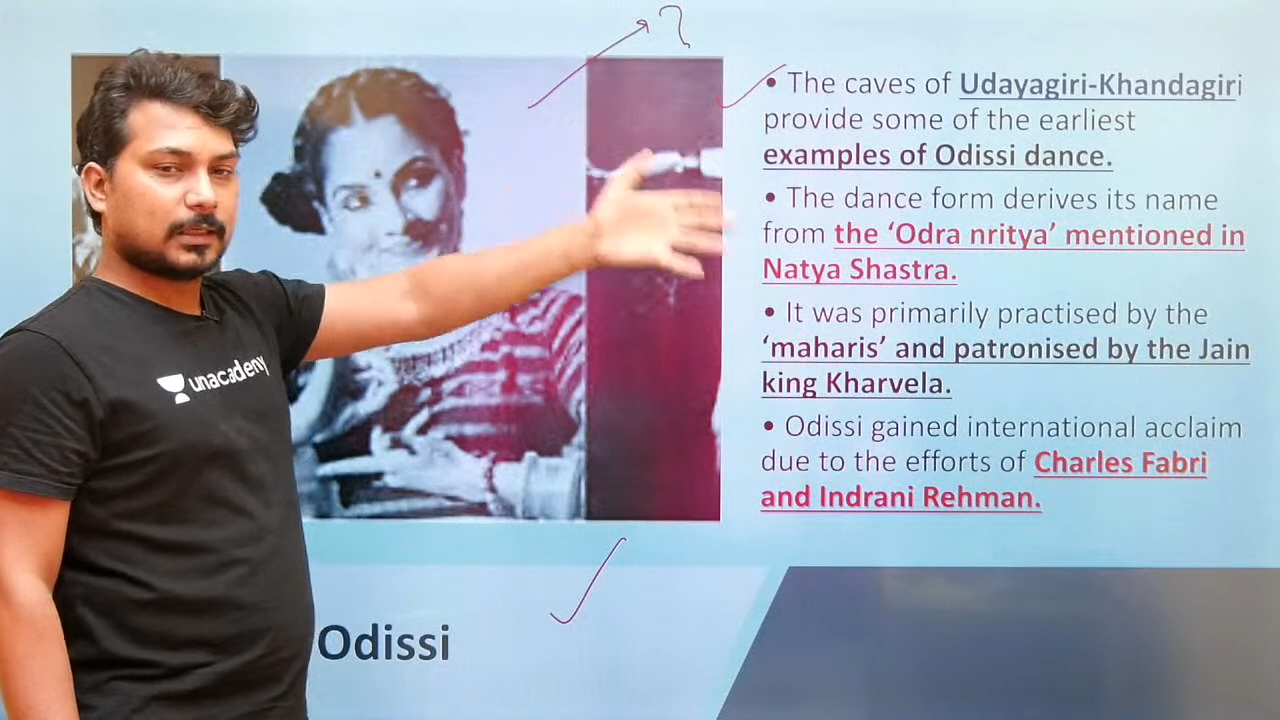 ?
• The caves of Udayagiri-Khandagiri
provide some of the earliest
examples of Odissi dance.
• The dance form derives its name
from the ‘Odra nritya’ mentioned in
Natya Shastra.
• It was primarily practised by the
‘maharis’ and patronised by the Jain
king Kharvela.
• Odissi gained international acclaim
due to the efforts of Charles Fabri
and Indrani Rehman.
unacademy
Odissi